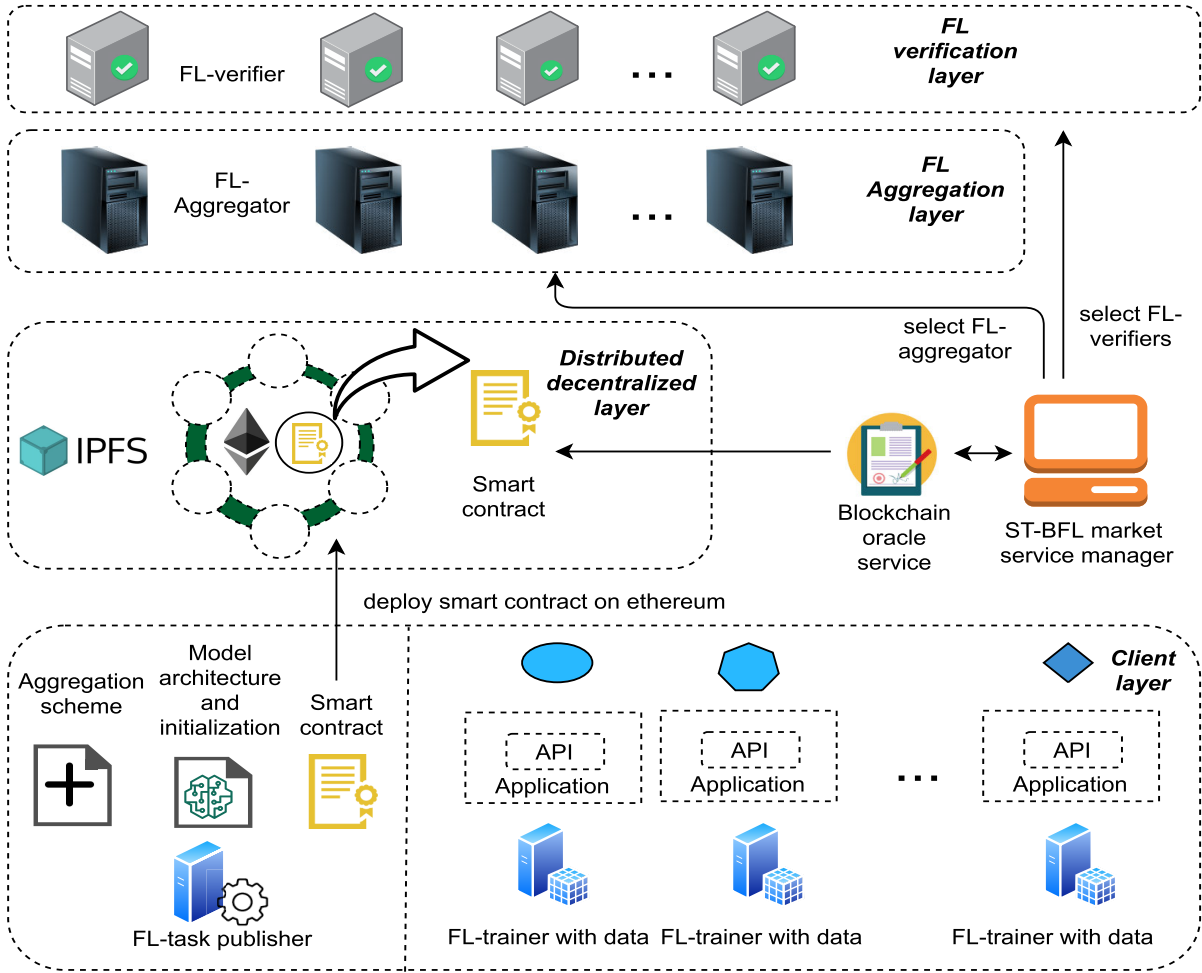 FL
verification
layer
FL-verifier
...
FL
Aggregation
layer
FL-
Aggregator
...
select FL-
aggregator
select FL-
verifiers
Distributed
decentralized
layer
IPFS
Smart
contract
Blockchain
oracle
service
ST-BFL market
service manager
deploy smart contract on ethereum
Aggregation
scheme
Model
architecture
and
initialization
Smart
contract
FL-task publisher
Client
layer
API
Application
API
Application
...
API
Application
FL-trainer with data
FL-trainer with data
FL-trainer with data